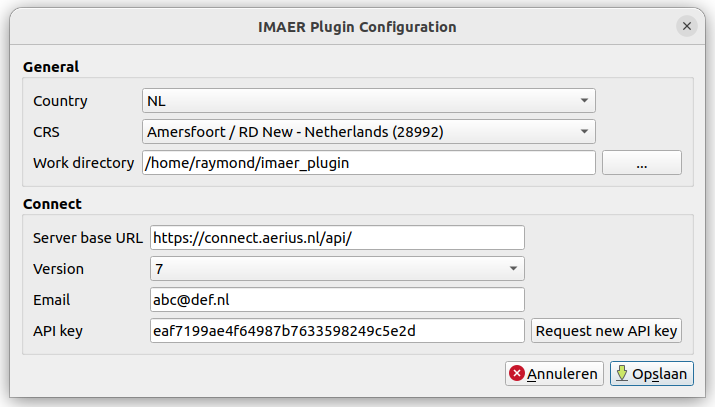 IMAER Plugin Configuration
General
Country NL
CRS Amersfoort / RD New - Netherlands (28992)
Work directory /home/raymond/imaer_plugin ...
Connect
Server base URL https://connect.aerius.nl/api/
Version 7
Email abc@def.nl
API key eaf7199ae4f64987b7633598249c5e2d Request new API key
Annuleren Opslaan